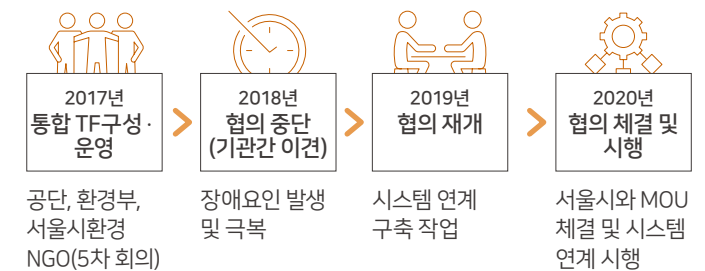 2017년
통합 TF구성 ·
운영
공단, 환경부,
서울시환경
NGO(5차 회의)
2018년
협의 중단
(기관간 이견)
장애요인 발생
및 극복
2019년
협의 재개
시스템 연계
구축 작업
2020년
협의 체결 및
시행
서울시와 MOU
체결 및 시스템
연계 시행